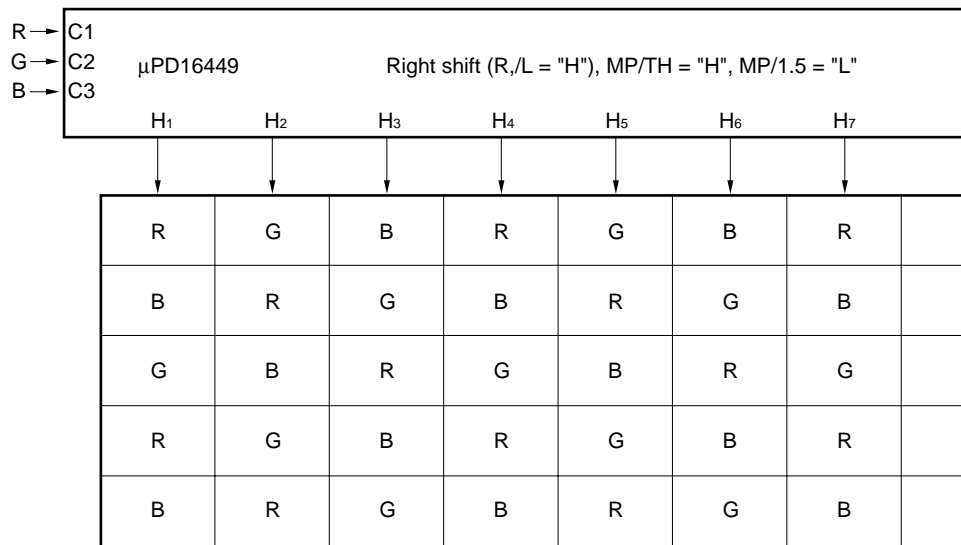 R C1
G C2
B C3
μPD16449 Right shift (R,/L = "H"), MP/TH = "H", MP/1.5 = "L"
H1 H2 H3 H4 H5 H6 H7
R G B R G B R
B R G B R G B
G B R G B R G
R G B R G B R
B R G B R G B